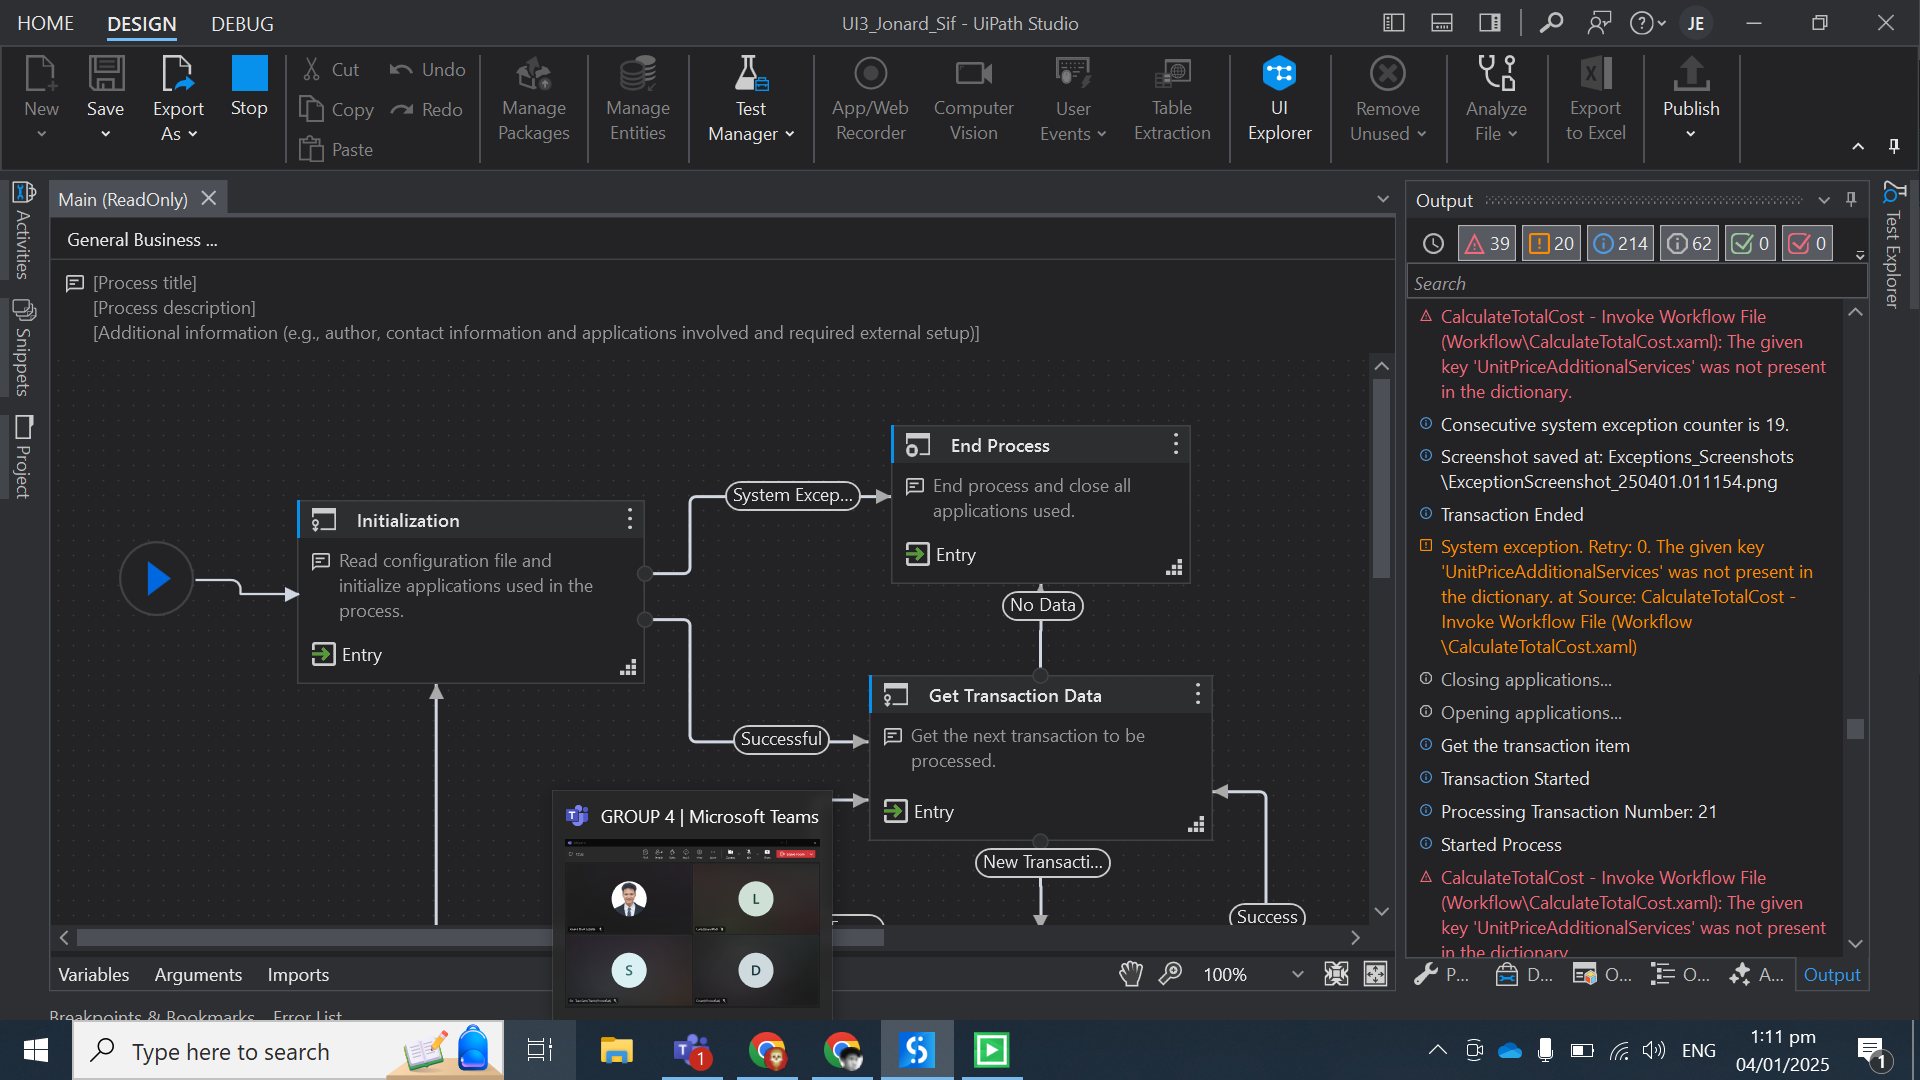 HOME
DESIGN
DEBUG
UI3_Jonard_Sif - UiPath Studio
JE
New
Save
Export
As
Stop
Cut
Copy
Paste
Undo
Redo
Manage
Packages
Manage
Entities
Test
Manager
App/Web
Recorder
Computer
Vision
User
Events
Table
Extraction
UI
Explorer
Remove
Unused
Analyze
File
Export
to Excel
Publish
Activities
Snippets
Project
Main (ReadOnly)
General Business ...
[Process title]
[Process description]
[Additional information (e.g., author, contact information and applications involved and required external setup)]
Initialization
Read configuration file and
initialize applications used in the
process.
Entry
System Excep...
End Process
End process and close all
applications used.
Entry
No Data
Successful
Get Transaction Data
Get the next transaction to be
processed.
Entry
New Transacti...
Success
GROUP 4 | Microsoft Teams
L
S
D
Variables
Arguments
Imports
100%
Breakpoints & Bookmarks
Error List
Output
39
20
214
62
0
0
Search
CalculateTotalCost - Invoke Workflow File
(Workflow\CalculateTotalCost.xaml): The given
key 'UnitPriceAdditionalServices' was not present
in the dictionary.
Consecutive system exception counter is 19.
Screenshot saved at: Exceptions_Screenshots
\ExceptionScreenshot_250401.011154.png
Transaction Ended
System exception. Retry: 0. The given key
'UnitPriceAdditionalServices' was not present in
the dictionary. at Source: CalculateTotalCost -
Invoke Workflow File (Workflow
\CalculateTotalCost.xaml)
Closing applications...
Opening applications...
Get the transaction item
Transaction Started
Processing Transaction Number: 21
Started Process
CalculateTotalCost - Invoke Workflow File
(Workflow\CalculateTotalCost.xaml): The given
key 'UnitPriceAdditionalServices' was not present
in the dictionary
P...
D...
O...
O...
A...
Output
Test Explorer
Type here to search
1
ENG
1:11 pm
04/01/2025
1